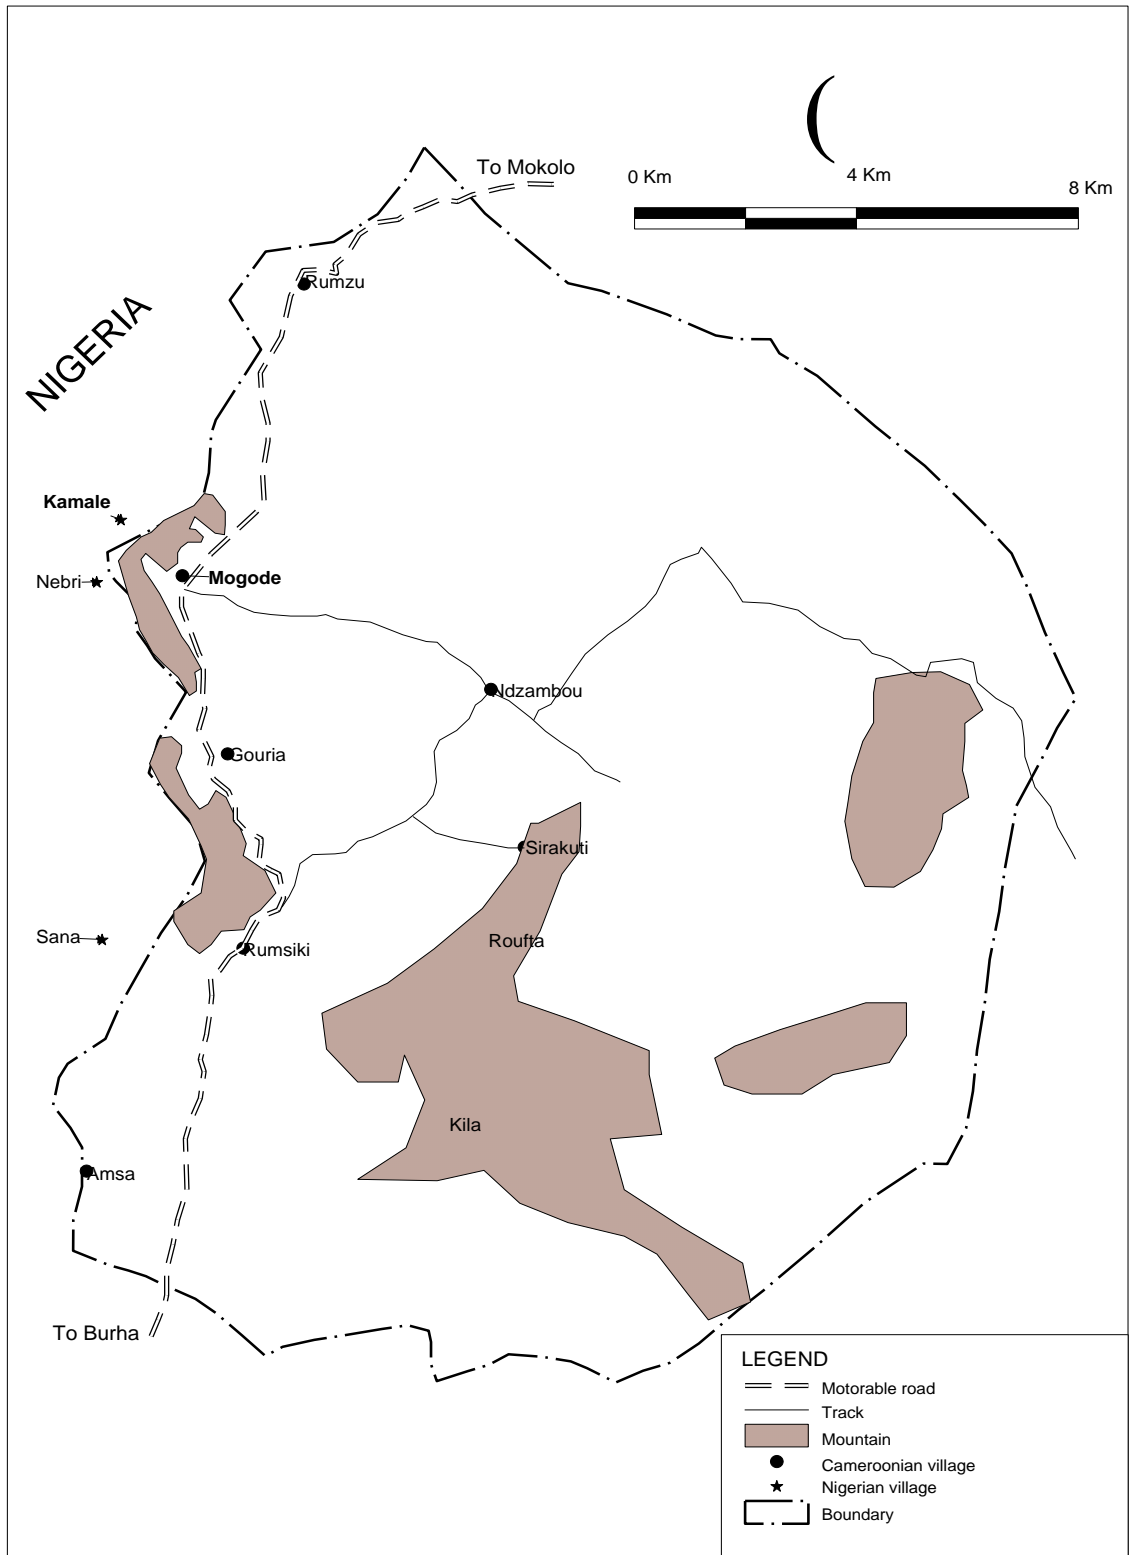 To Mokolo
0 Km
4 Km
8 Km
Rumzu
NIGERIA
Kamale
Nebri
Mogode
Ndzambou
Gouria
Sirakuti
Sana
Roufta
Rumsiki
Kila
Amsa
To Burha
LEGEND
Motorable road
Track
Mountain
Cameroonian village
Nigerian village
Boundary